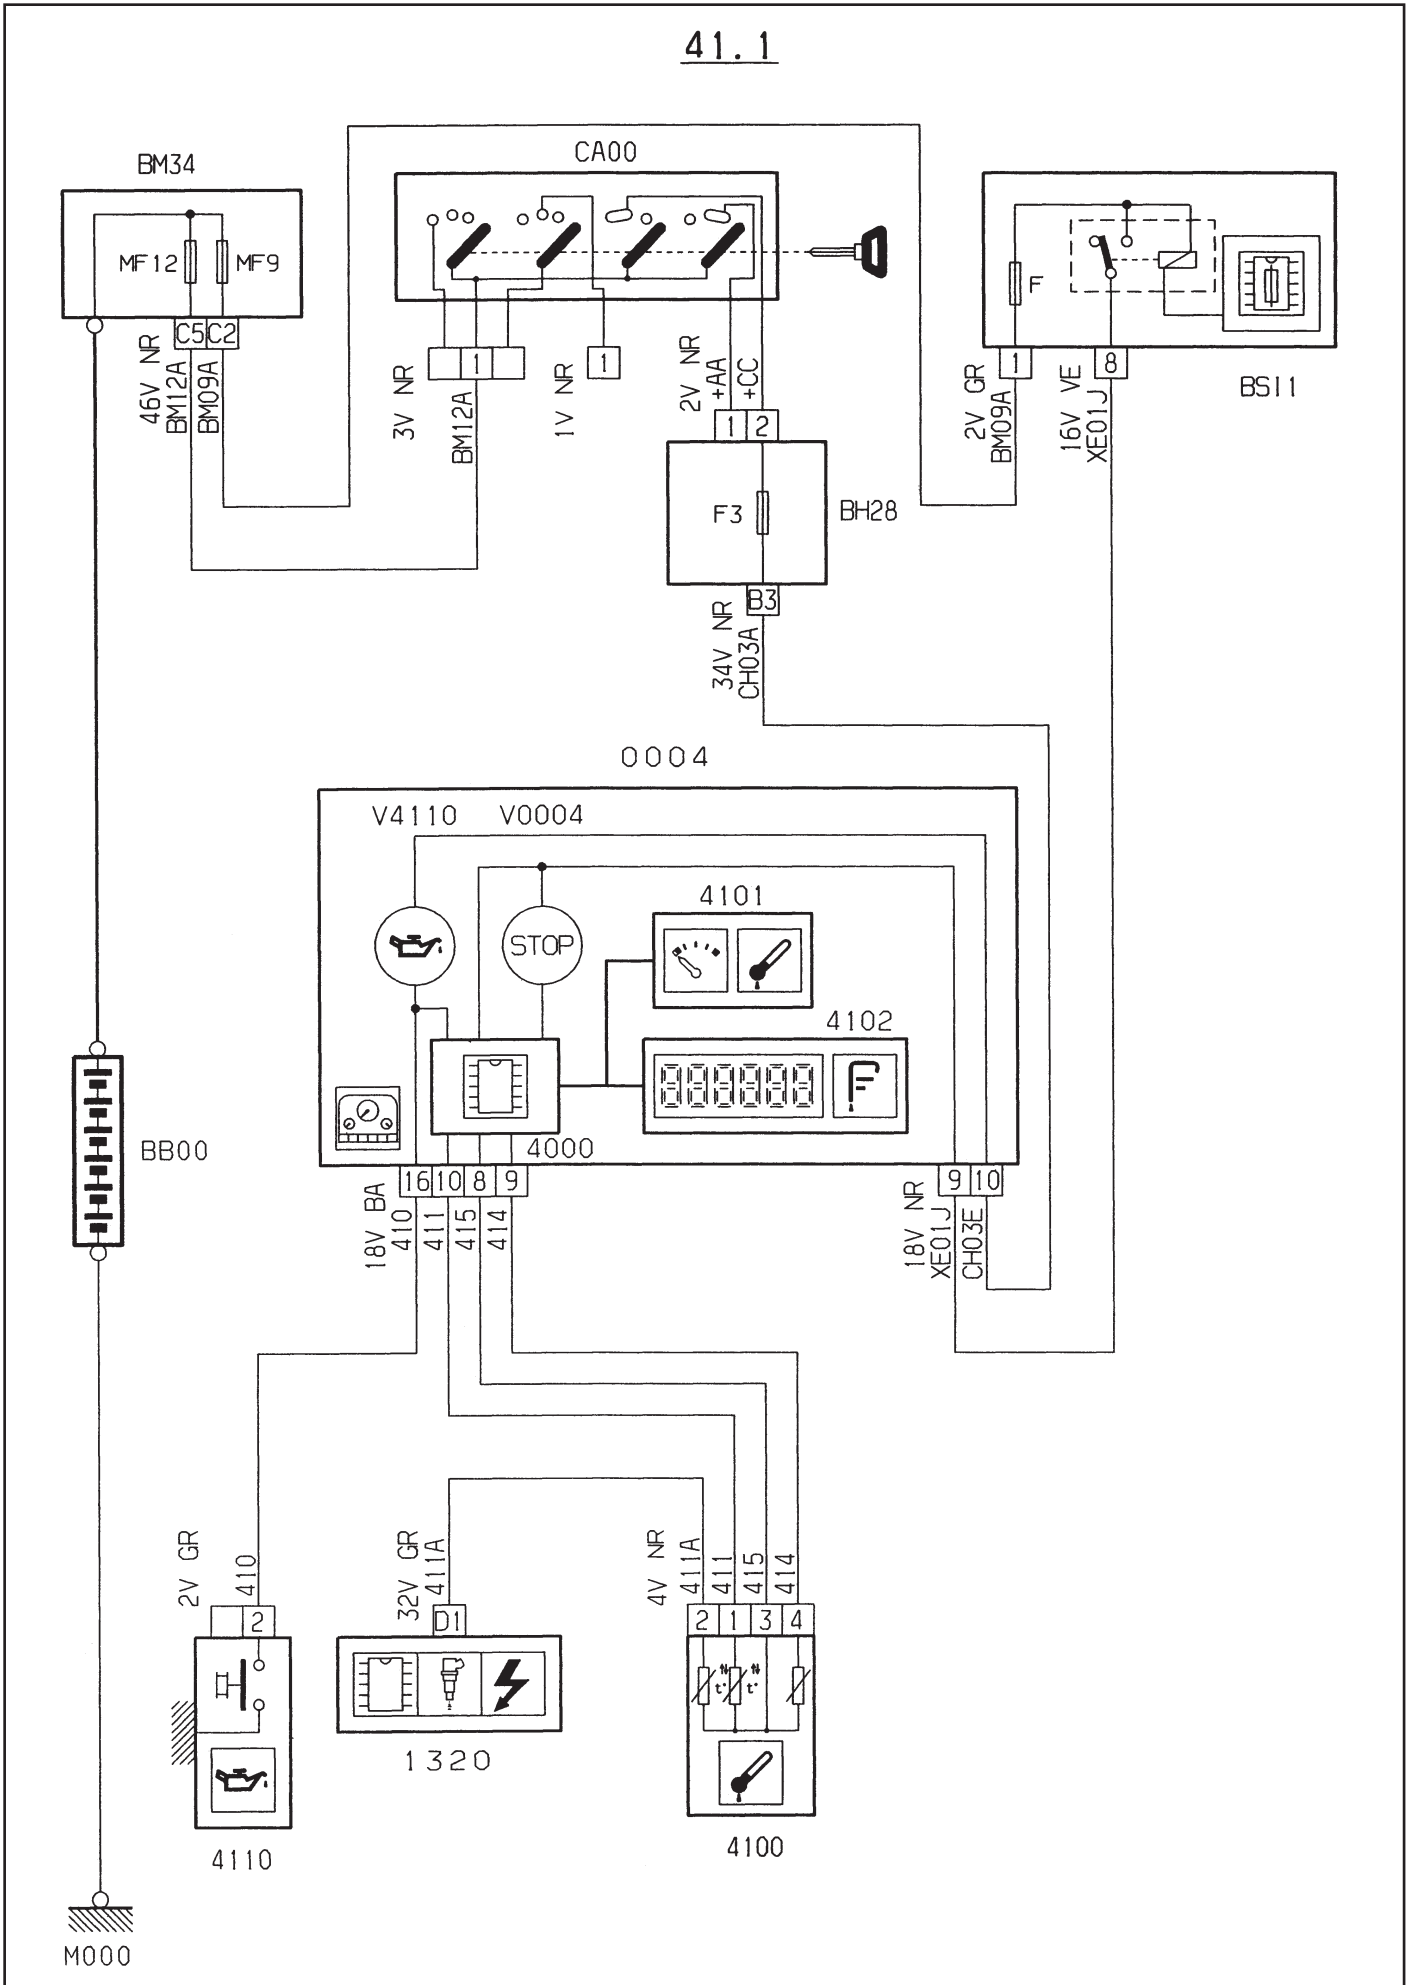 41.1
BM34
CA00
MF12
MF9
F
C5
C2
46V NR
BM12A
BM09A
3V NR
1
BM12A
1V NR
1
2V NR
+AA
+CC
1
2
2V GR
BM09A
1
16V VE
XE01J
8
BSI1
F3
BH28
B3
34V NR
CH03A
0004
V4110
V0004
4101
STOP
4102
4000
BB00
16
10
8
9
18V BA
410
411
415
414
9
10
18V NR
XE01J
CH03E
2V GR
410
2
32V GR
411A
D1
4V NR
411A
411
415
414
2
1
3
4
t°
t°
1320
4110
4100
M000